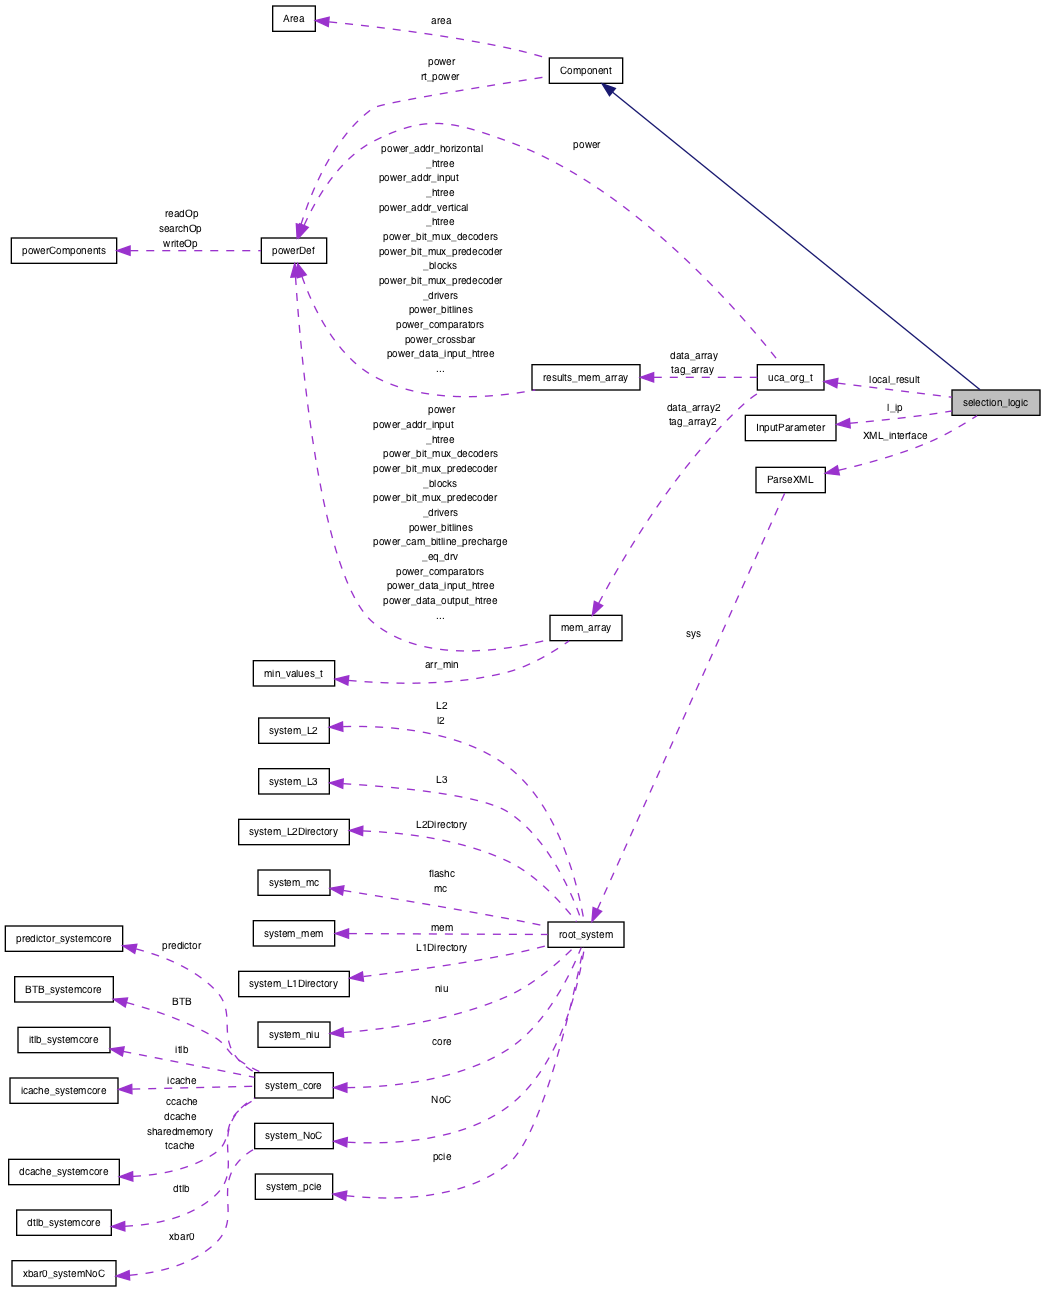 Area
area
Component
power
rt_power
power
power_addr_horizontal
_htree
power_addr_input
_htree
power_addr_vertical
_htree
power_bit_mux_decoders
power_bit_mux_predecoder
_blocks
power_bit_mux_predecoder
_drivers
power_bitlines
power_comparators
power_crossbar
power_data_input_htree
...
readOp
searchOp
writeOp
powerComponents
powerDef
results_mem_array
data_array
tag_array
uca_org_t
local_result
selection_logic
l_ip
InputParameter
XML_interface
data_array2
tag_array2
ParseXML
power
power_addr_input
_htree
power_bit_mux_decoders
power_bit_mux_predecoder
_blocks
power_bit_mux_predecoder
_drivers
power_bitlines
power_cam_bitline_precharge
_eq_drv
power_comparators
power_data_input_htree
power_data_output_htree
...
mem_array
sys
arr_min
min_values_t
L2
l2
system_L2
L3
system_L3
L2Directory
system_L2Directory
flashc
mc
system_mc
mem
system_mem
root_system
L1Directory
system_L1Directory
niu
system_niu
core
system_core
NoC
system_NoC
pcie
system_pcie
predictor
predictor_systemcore
BTB
BTB_systemcore
itlb
itlb_systemcore
icache
icache_systemcore
ccache
dcache
sharedmemory
tcache
dcache_systemcore
dtlb
dtlb_systemcore
xbar0
xbar0_systemNoC